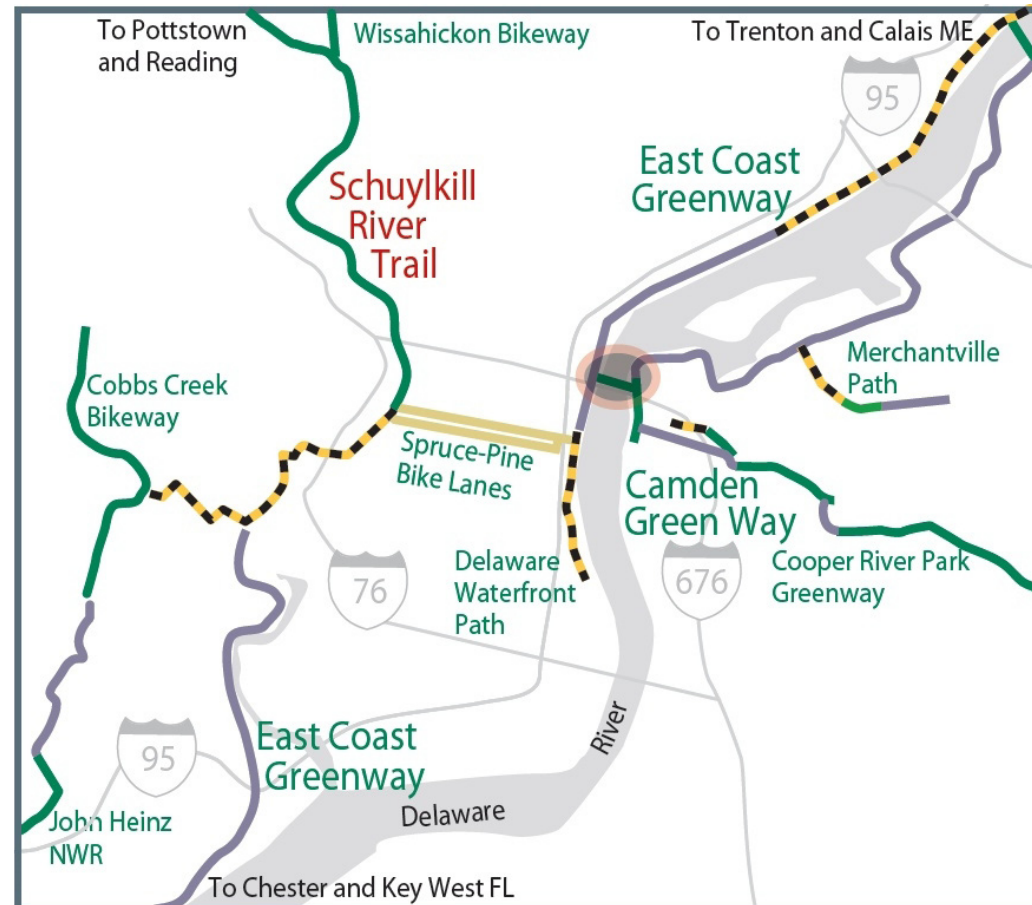 To Pottstown
and Reading
Wissahickon Bikeway
To Trenton and Calais ME
95
East Coast
Greenway
Schuylkill
River
Trail
Cobbs Creek
Bikeway
Merchantville
Path
Spruce-Pine
Bike Lanes
Camden
Green Way
76
Delaware
Waterfront
Path
676
Cooper River Park
Greenway
95
East Coast
Greenway
River
Delaware
John Heinz
NWR
To Chester and Key West FL